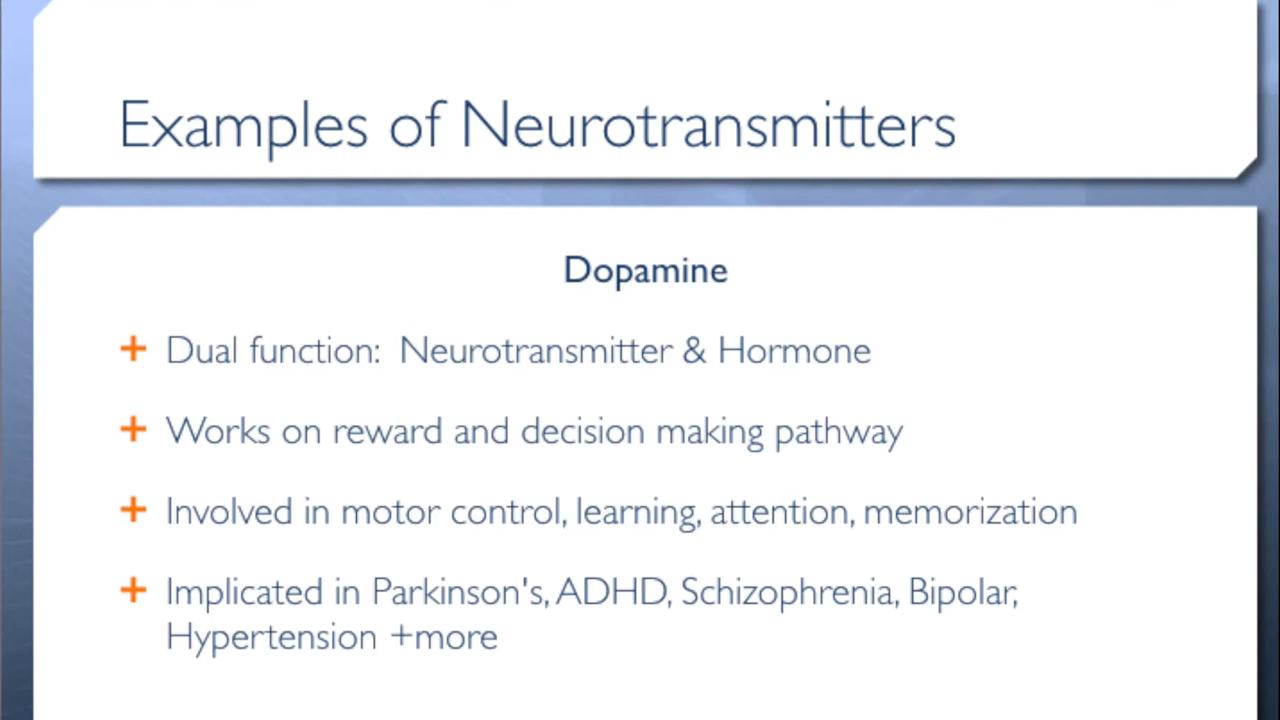 Examples of Neurotransmitters
Dopamine
+ Dual function: Neurotransmitter & Hormone
+ Works on reward and decision making pathway
+ Involved in motor control, learning, attention, memorization
+ Implicated in Parkinson's, ADHD, Schizophrenia, Bipolar,
Hypertension +more